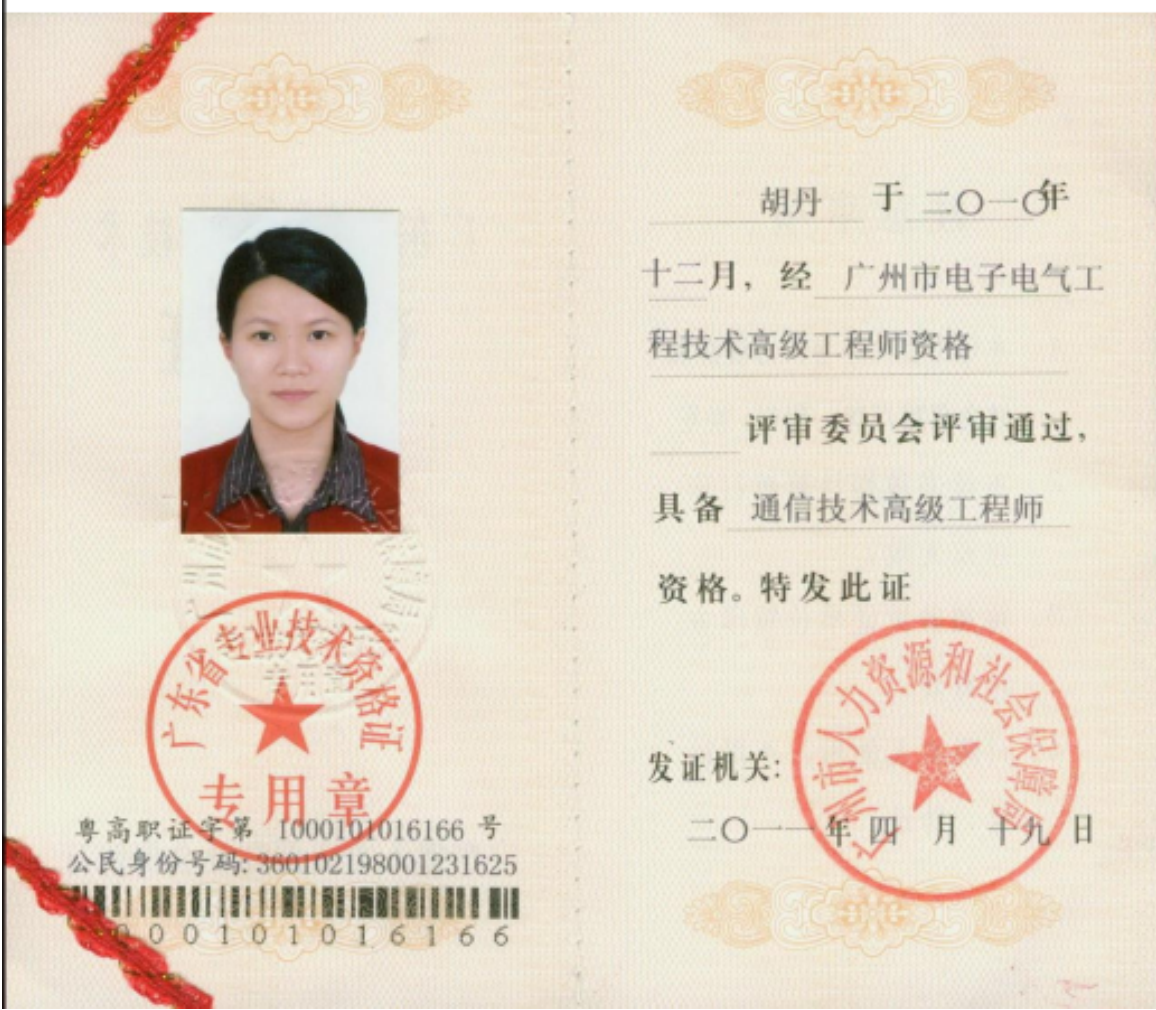 广东省专业技术资格证
专用章
粤高职证字第 1000101016166 号
公民身份号码:360102198001231625
000101016166
胡丹 于 二〇一〇年
十二月, 经 广州市电子电气工
程技术高级工程师资格
评审委员会评审通过,
具备 通信技术高级工程师
资格。特发此证
广州市人力资源和社会保障局
发证机关:
二〇一一年 四 月 十九 日